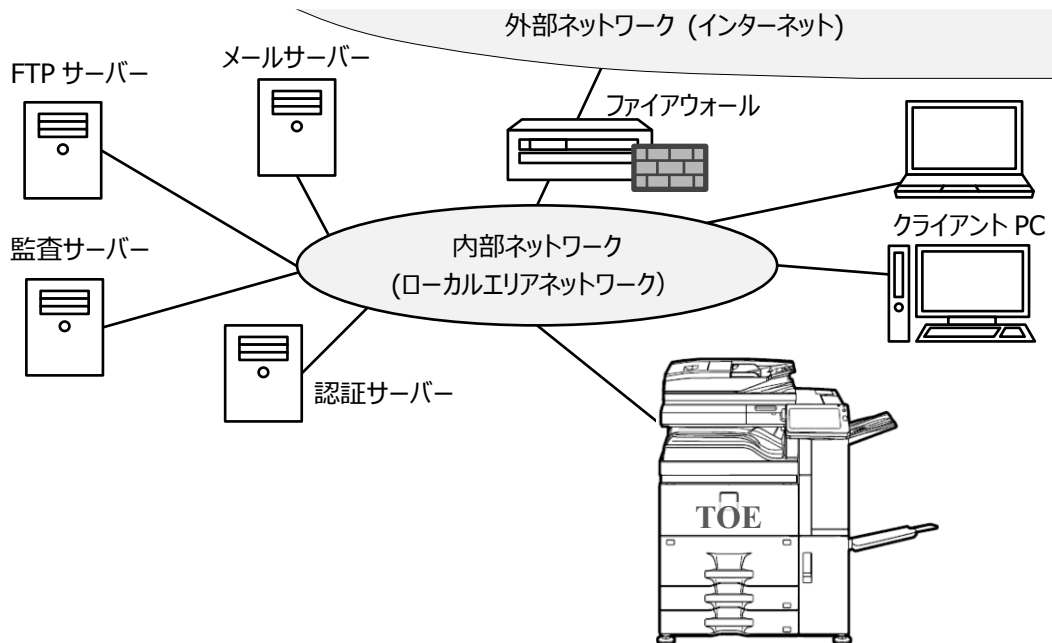 外部ネットワーク (インターネット)
メールサーバー
FTP サーバー
ファイアウォール
クライアント PC
内部ネットワーク
(ローカルエリアネットワーク)
監査サーバー
認証サーバー
TOE